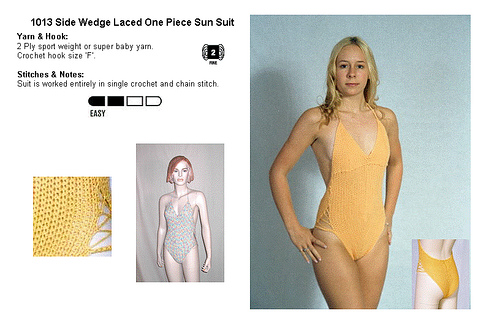 1013 Side Wedge Laced One Piece Sun Suit
Yarn & Hook:
2 Ply sport weight or super baby yarn.
Crochet hook size 'F'.
2
FINE
Stitches & Notes:
Suit is worked entirely in single crochet and chain stitch.
EASY